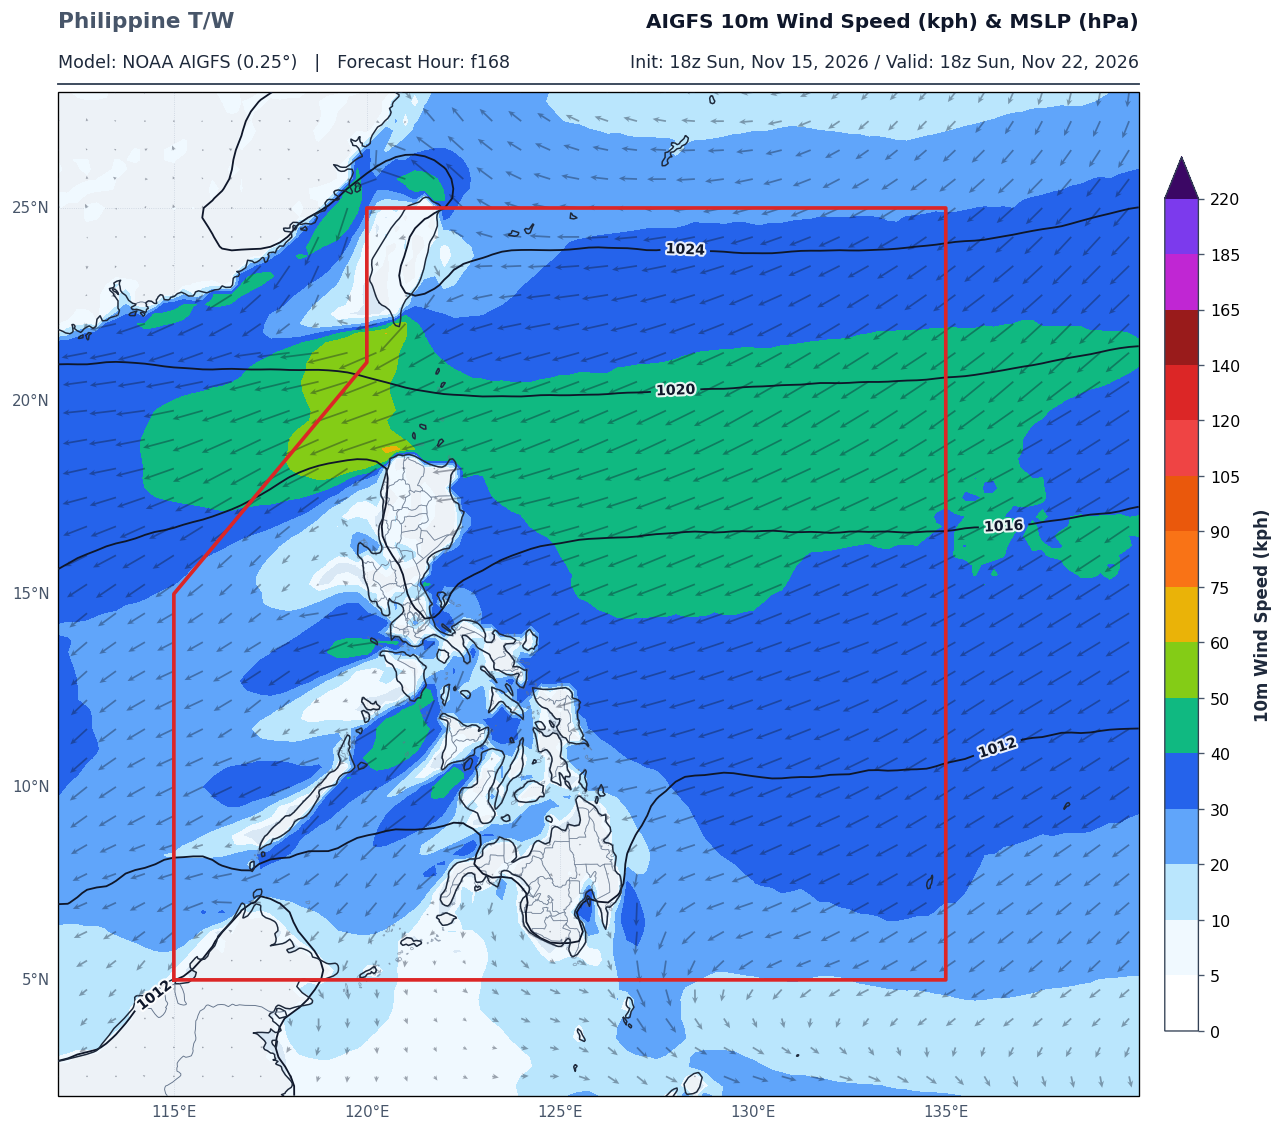 Philippine T/W
AIGFS 10m Wind Speed (kph) & MSLP (hPa)
Model: NOAA AIGFS (0.25°) | Forecast Hour: f168
Init: 18z Sun, Nov 15, 2026 / Valid: 18z Sun, Nov 22, 2026
25°N
20°N
15°N
10°N
5°N
1024
1020
1016
1012
1012
115°E
120°E
125°E
130°E
135°E
220
185
165
140
120
105
90
75
60
50
40
30
20
10
5
0
10m Wind Speed (kph)